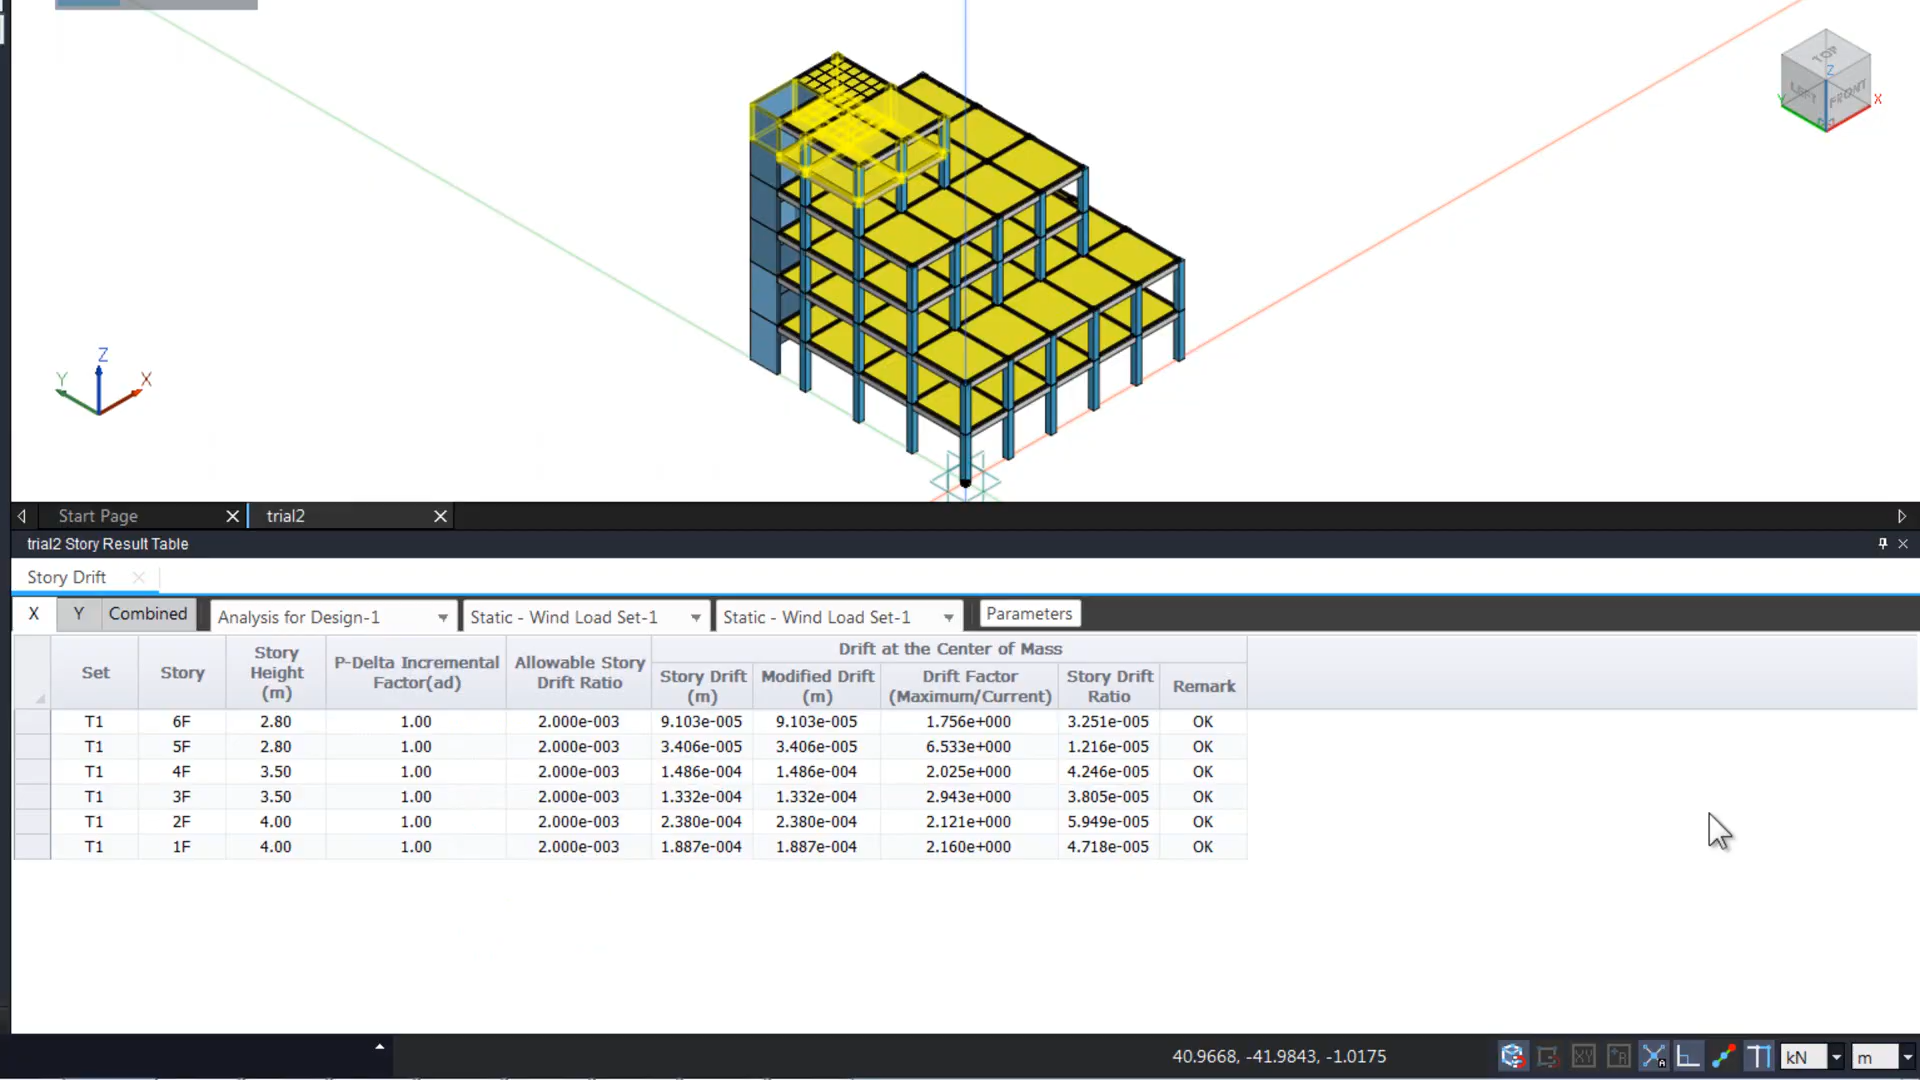 TOP
Z
LEFT
FRONT
Y
X
Z
Y
X
Start Page
trial2
trial2 Story Result Table
Story Drift
X Y Combined Analysis for Design-1 Static - Wind Load Set-1 Static - Wind Load Set-1 Parameters
Set Story Story Height (m) P-Delta Incremental Factor(ad) Allowable Story Drift Ratio Drift at the Center of Mass
Story Drift (m) Modified Drift (m) Drift Factor (Maximum/Current) Story Drift Ratio Remark
T1 6F 2.80 1.00 2.000e-003 9.103e-005 9.103e-005 1.756e+000 3.251e-005 OK
T1 5F 2.80 1.00 2.000e-003 3.406e-005 3.406e-005 6.533e+000 1.216e-005 OK
T1 4F 3.50 1.00 2.000e-003 1.486e-004 1.486e-004 2.025e+000 4.246e-005 OK
T1 3F 3.50 1.00 2.000e-003 1.332e-004 1.332e-004 2.943e+000 3.805e-005 OK
T1 2F 4.00 1.00 2.000e-003 2.380e-004 2.380e-004 2.121e+000 5.949e-005 OK
T1 1F 4.00 1.00 2.000e-003 1.887e-004 1.887e-004 2.160e+000 4.718e-005 OK
40.9668, -41.9843, -1.0175 kN m